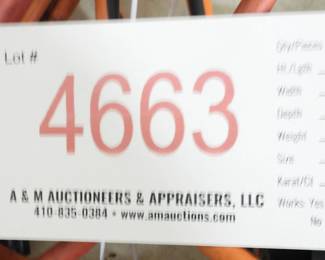 Lot #
4663
A & M AUCTIONEERS & APPRAISERS, LLC
410-835-0384 • www.amauctions.com
Qty/Pieces
Ht./Lgth
Width
Depth
Weight
Size
Karat/Ct
Works: Yes
No